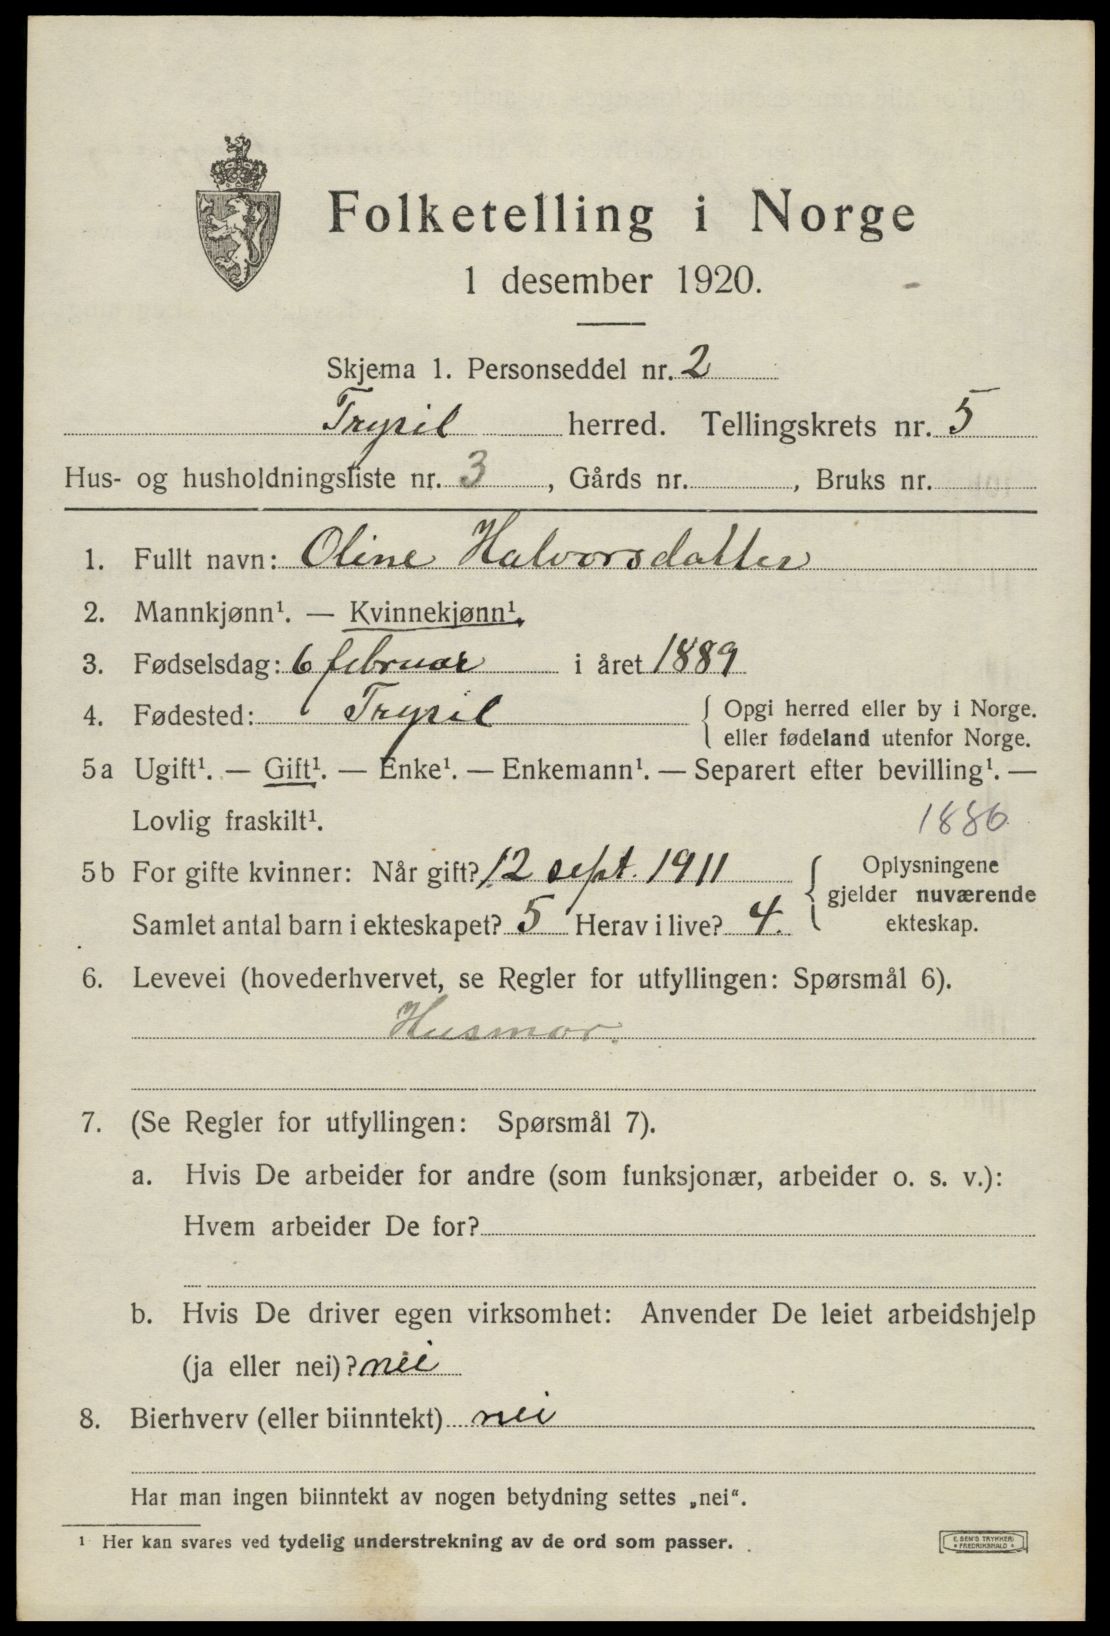 Folketelling i Norge
1 desember 1920.
Skjema 1. Personseddel nr. 2
Trysil herred. Tellingskrets nr. 5
Hus- og husholdningsliste nr. 3, Gårds nr. , Bruks nr.
1. Fullt navn: Oline Halvorsdatter
2. Mannkjønn¹. — Kvinnekjønn¹.
3. Fødselsdag: 6 februar i året 1889
4. Fødested: Trysil { Opgi herred eller by i Norge.
eller fødeland utenfor Norge.
5a Ugift¹. — Gift¹. — Enke¹. — Enkemann¹. — Separert efter bevilling¹. —
Lovlig fraskilt¹. 1886
5b For gifte kvinner: Når gift? 12 sept. 1911 { Oplysningene
gjelder nuværende
Samlet antal barn i ekteskapet? 5 Herav i live? 4. ekteskap.
6. Levevei (hovederhvervet, se Regler for utfyllingen: Spørsmål 6).
Husmor.
7. (Se Regler for utfyllingen: Spørsmål 7).
a. Hvis De arbeider for andre (som funksjonær, arbeider o. s. v.):
Hvem arbeider De for?
b. Hvis De driver egen virksomhet: Anvender De leiet arbeidshjelp
(ja eller nei)? nei
8. Bierhverv (eller biinntekt) nei
Har man ingen biinntekt av nogen betydning settes „nei“.
¹ Her kan svares ved tydelig understrekning av de ord som passer.
E. SEM'S TRYKKERI
FREDRIKSHALD